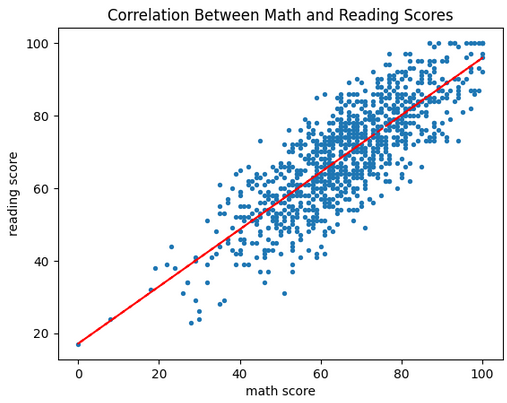 Correlation Between Math and Reading Scores
100
80
60
40
20
reading score
0 20 40 60 80 100
math score